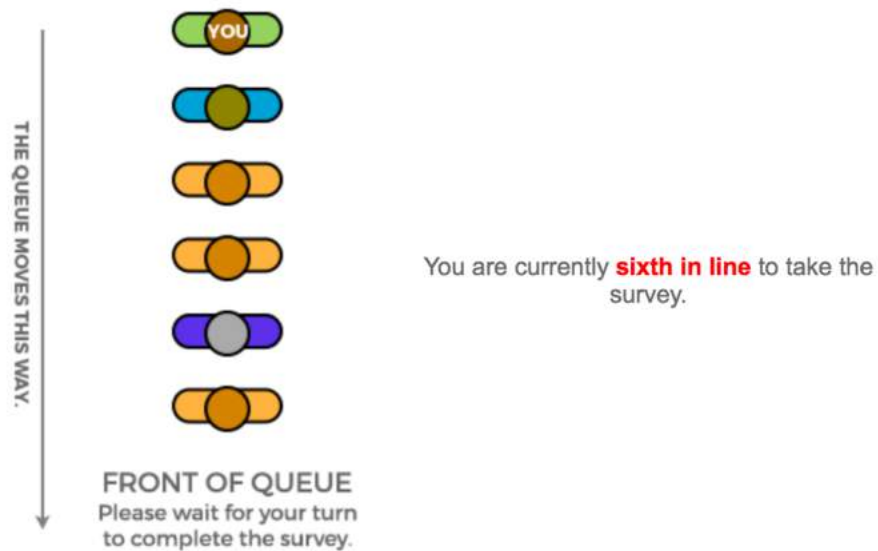 YOU
THE QUEUE MOVES THIS WAY.
You are currently sixth in line to take the
survey.
FRONT OF QUEUE
Please wait for your turn
to complete the survey.